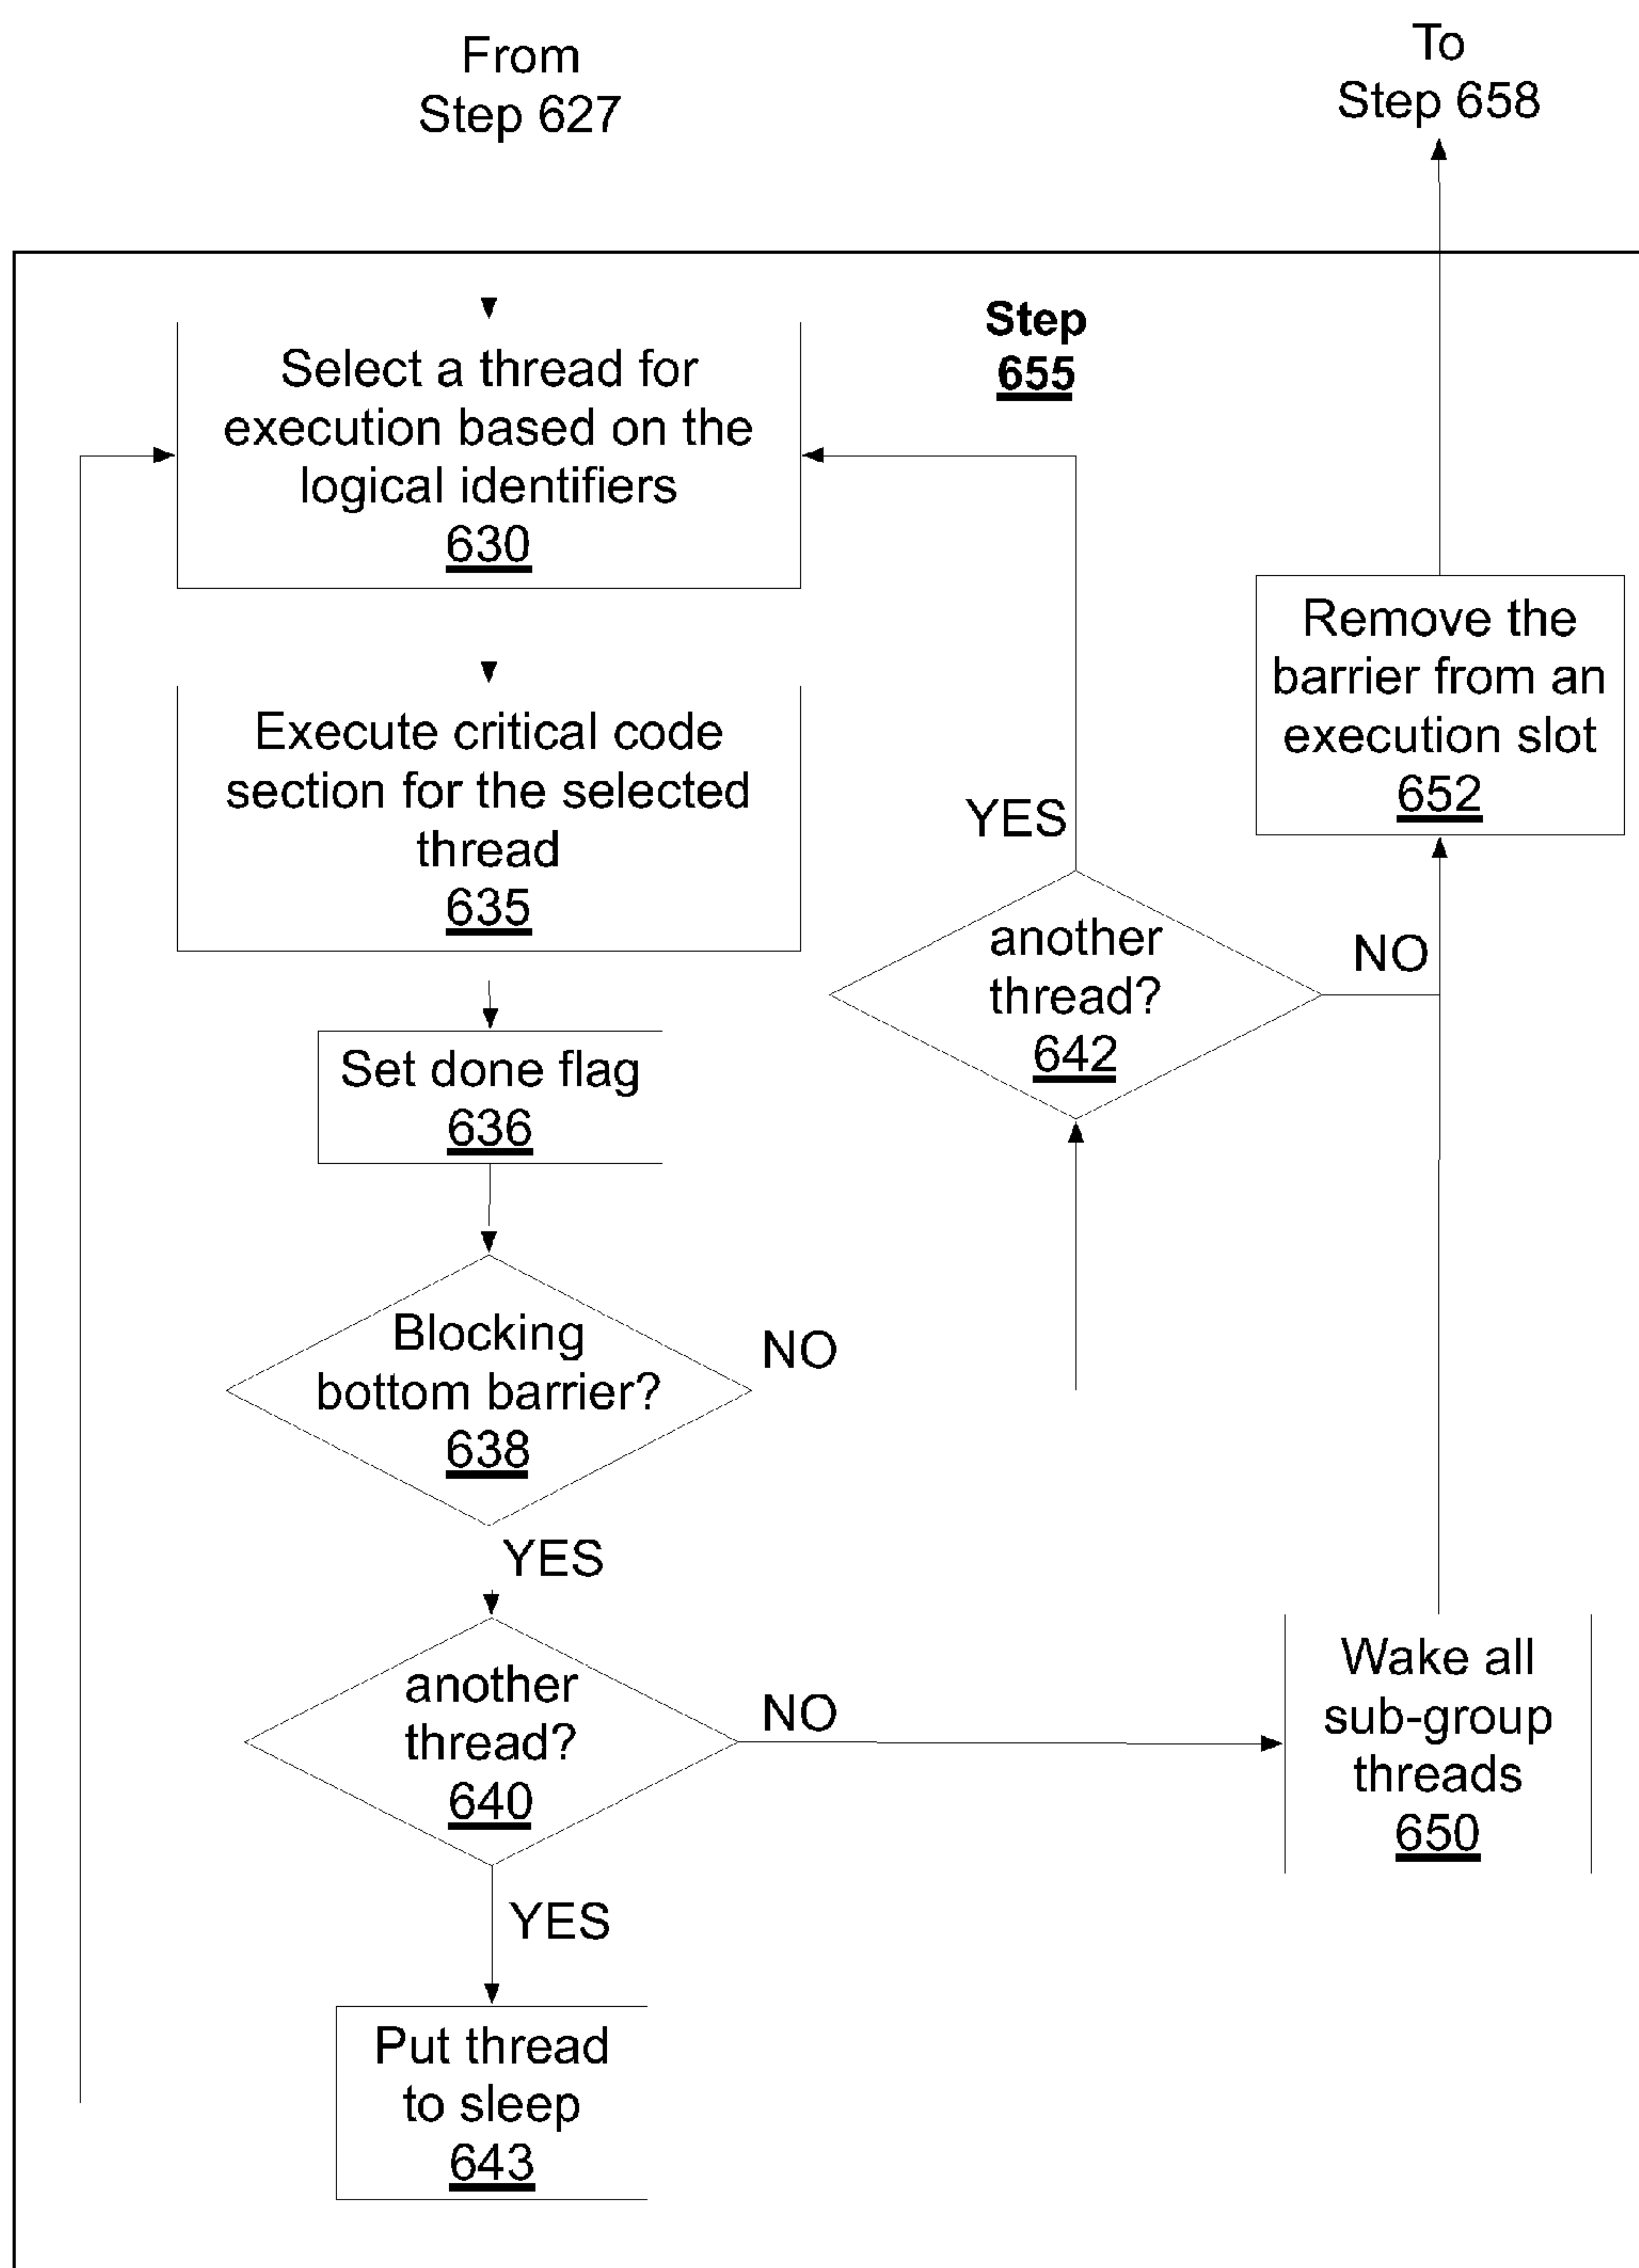 From
Step 627
To
Step 658
Step
655
Select a thread for
execution based on the
logical identifiers
630
Remove the
barrier from an
execution slot
652
Execute critical code
section for the selected
thread
635
YES
another
thread?
642
NO
Set done flag
636
Blocking
bottom barrier?
638
NO
YES
another
thread?
640
NO
Wake all
sub-group
threads
650
YES
Put thread
to sleep
643